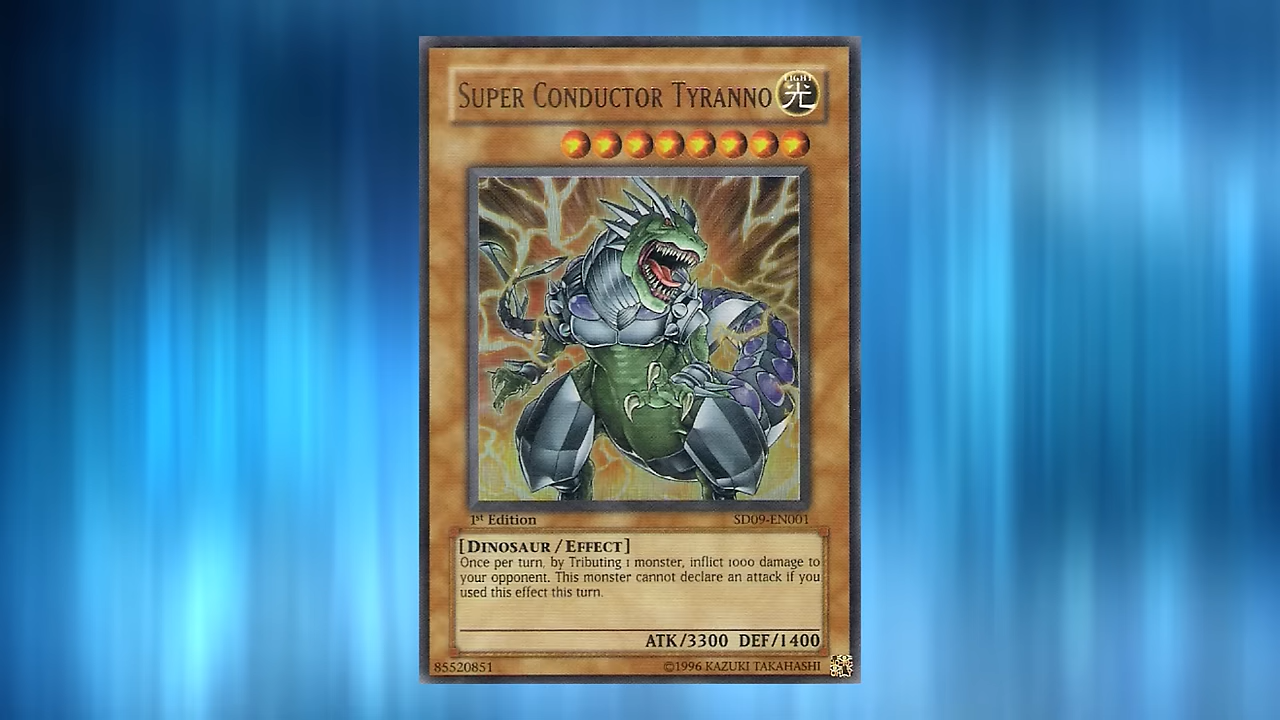 SUPER CONDUCTOR TYRANNO
LIGHT
光
1st Edition
SD09-EN001
[DINOSAUR/EFFECT]
Once per turn, by Tributing 1 monster, inflict 1000 damage to
your opponent. This monster cannot declare an attack if you
used this effect this turn.
ATK/3300 DEF/1400
85520851
©1996 KAZUKI TAKAHASHI